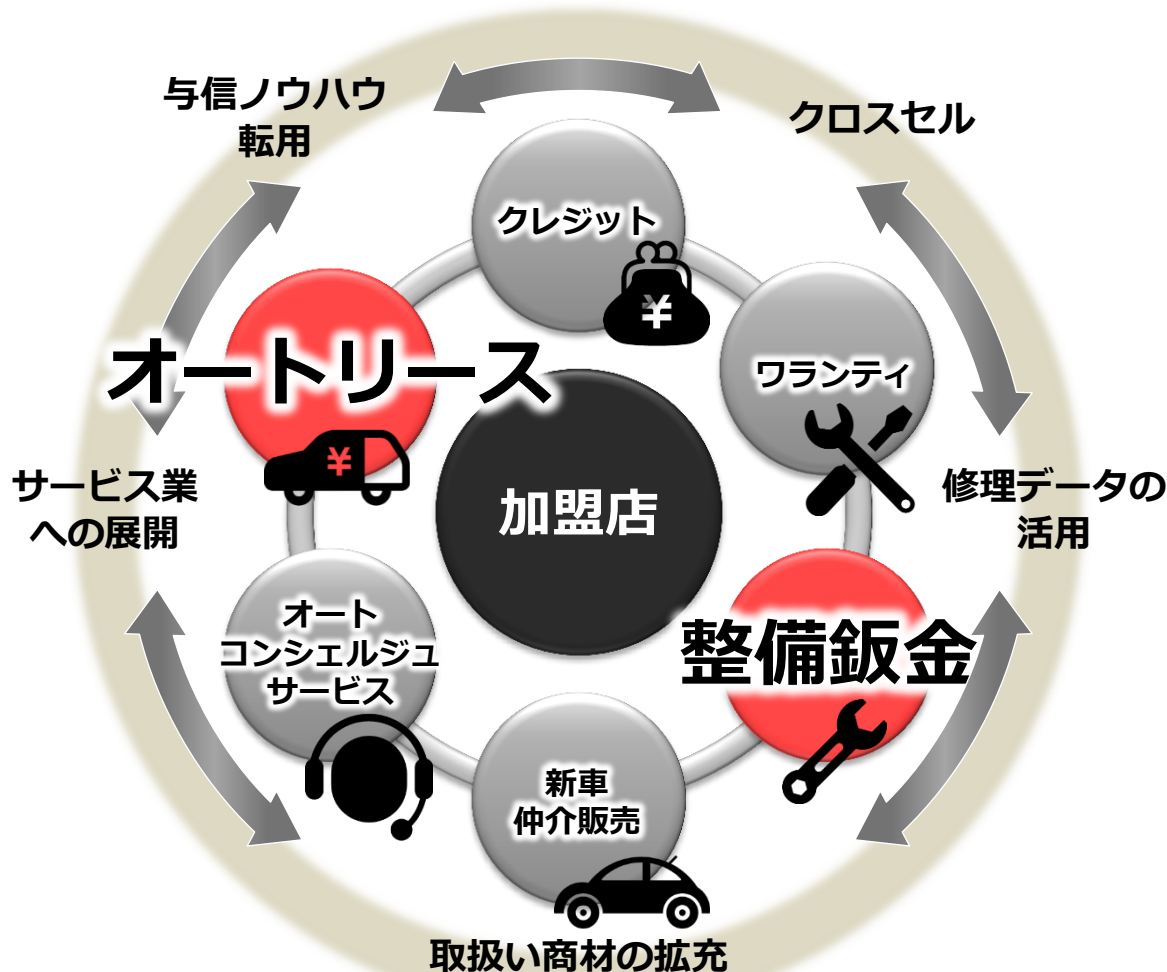 与信ノウハウ
転用
クロスセル
クレジット
¥
オートリース
¥
ワランティ
加盟店
サービス業
への展開
修理データの
活用
オート
コンシェルジュ
サービス
整備鈑金
新車
仲介販売
取扱い商材の拡充